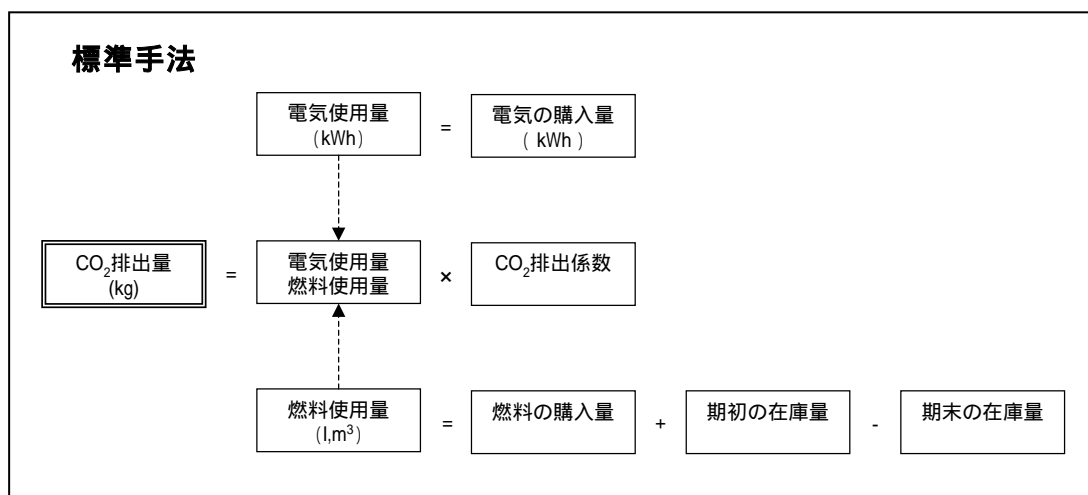 標準手法
電気使用量
(kWh)
=
電気の購入量
( kWh )
CO₂排出量
(kg)
=
電気使用量
燃料使用量
×
CO₂排出係数
燃料使用量
(l,m³)
=
燃料の購入量
+
期初の在庫量
-
期末の在庫量